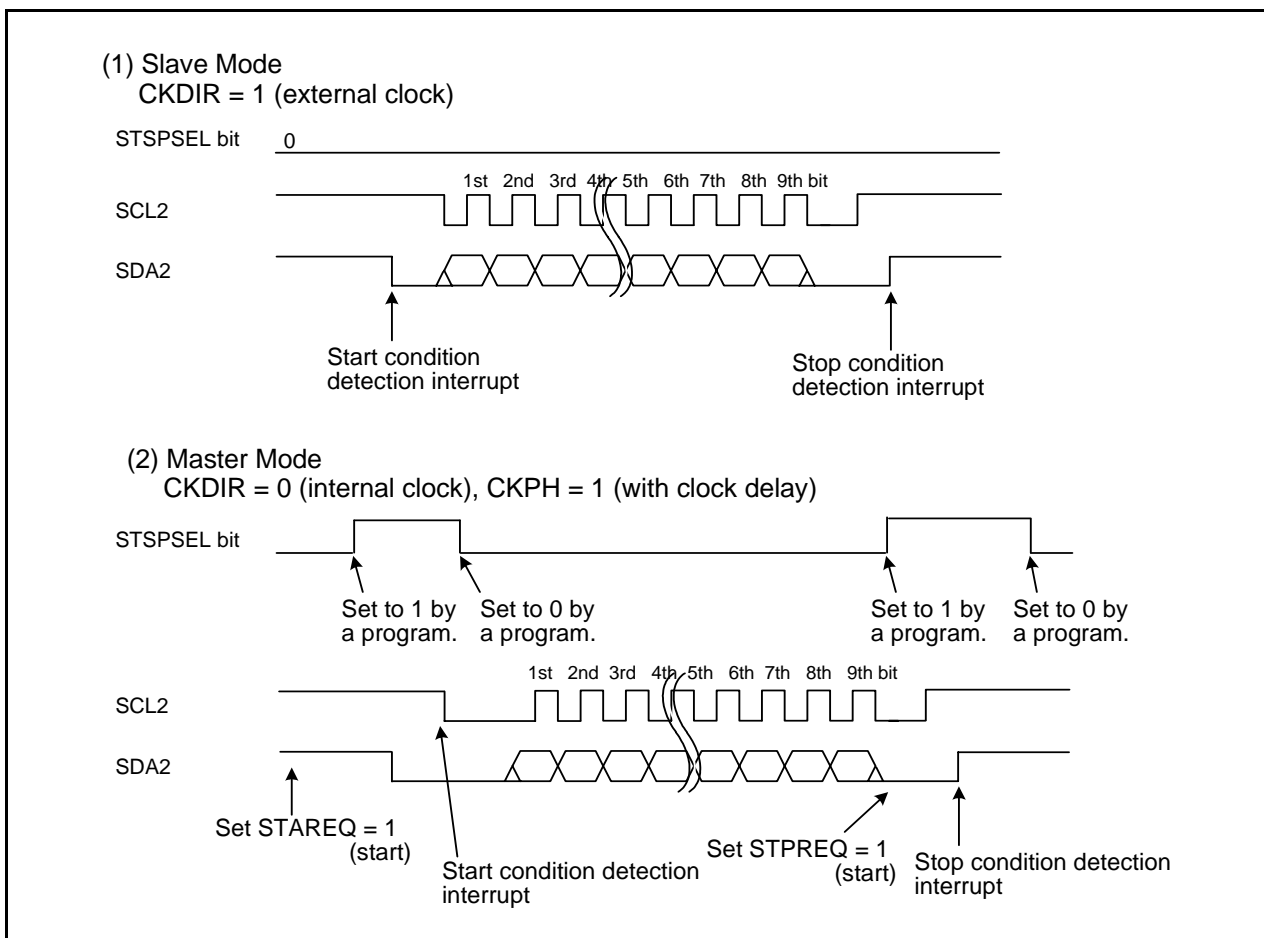 (1) Slave Mode
CKDIR = 1 (external clock)
STSPSEL bit
0
1st 2nd 3rd 4th 5th 6th 7th 8th 9th bit
SCL2
SDA2
Start condition
detection interrupt
Stop condition
detection interrupt
(2) Master Mode
CKDIR = 0 (internal clock), CKPH = 1 (with clock delay)
STSPSEL bit
Set to 1 by
a program.
Set to 0 by
a program.
Set to 1 by
a program.
Set to 0 by
a program.
1st 2nd 3rd 4th 5th 6th 7th 8th 9th bit
SCL2
SDA2
Set STAREQ = 1
(start)
Start condition detection
interrupt
Set STPREQ = 1
(start)
Stop condition detection
interrupt